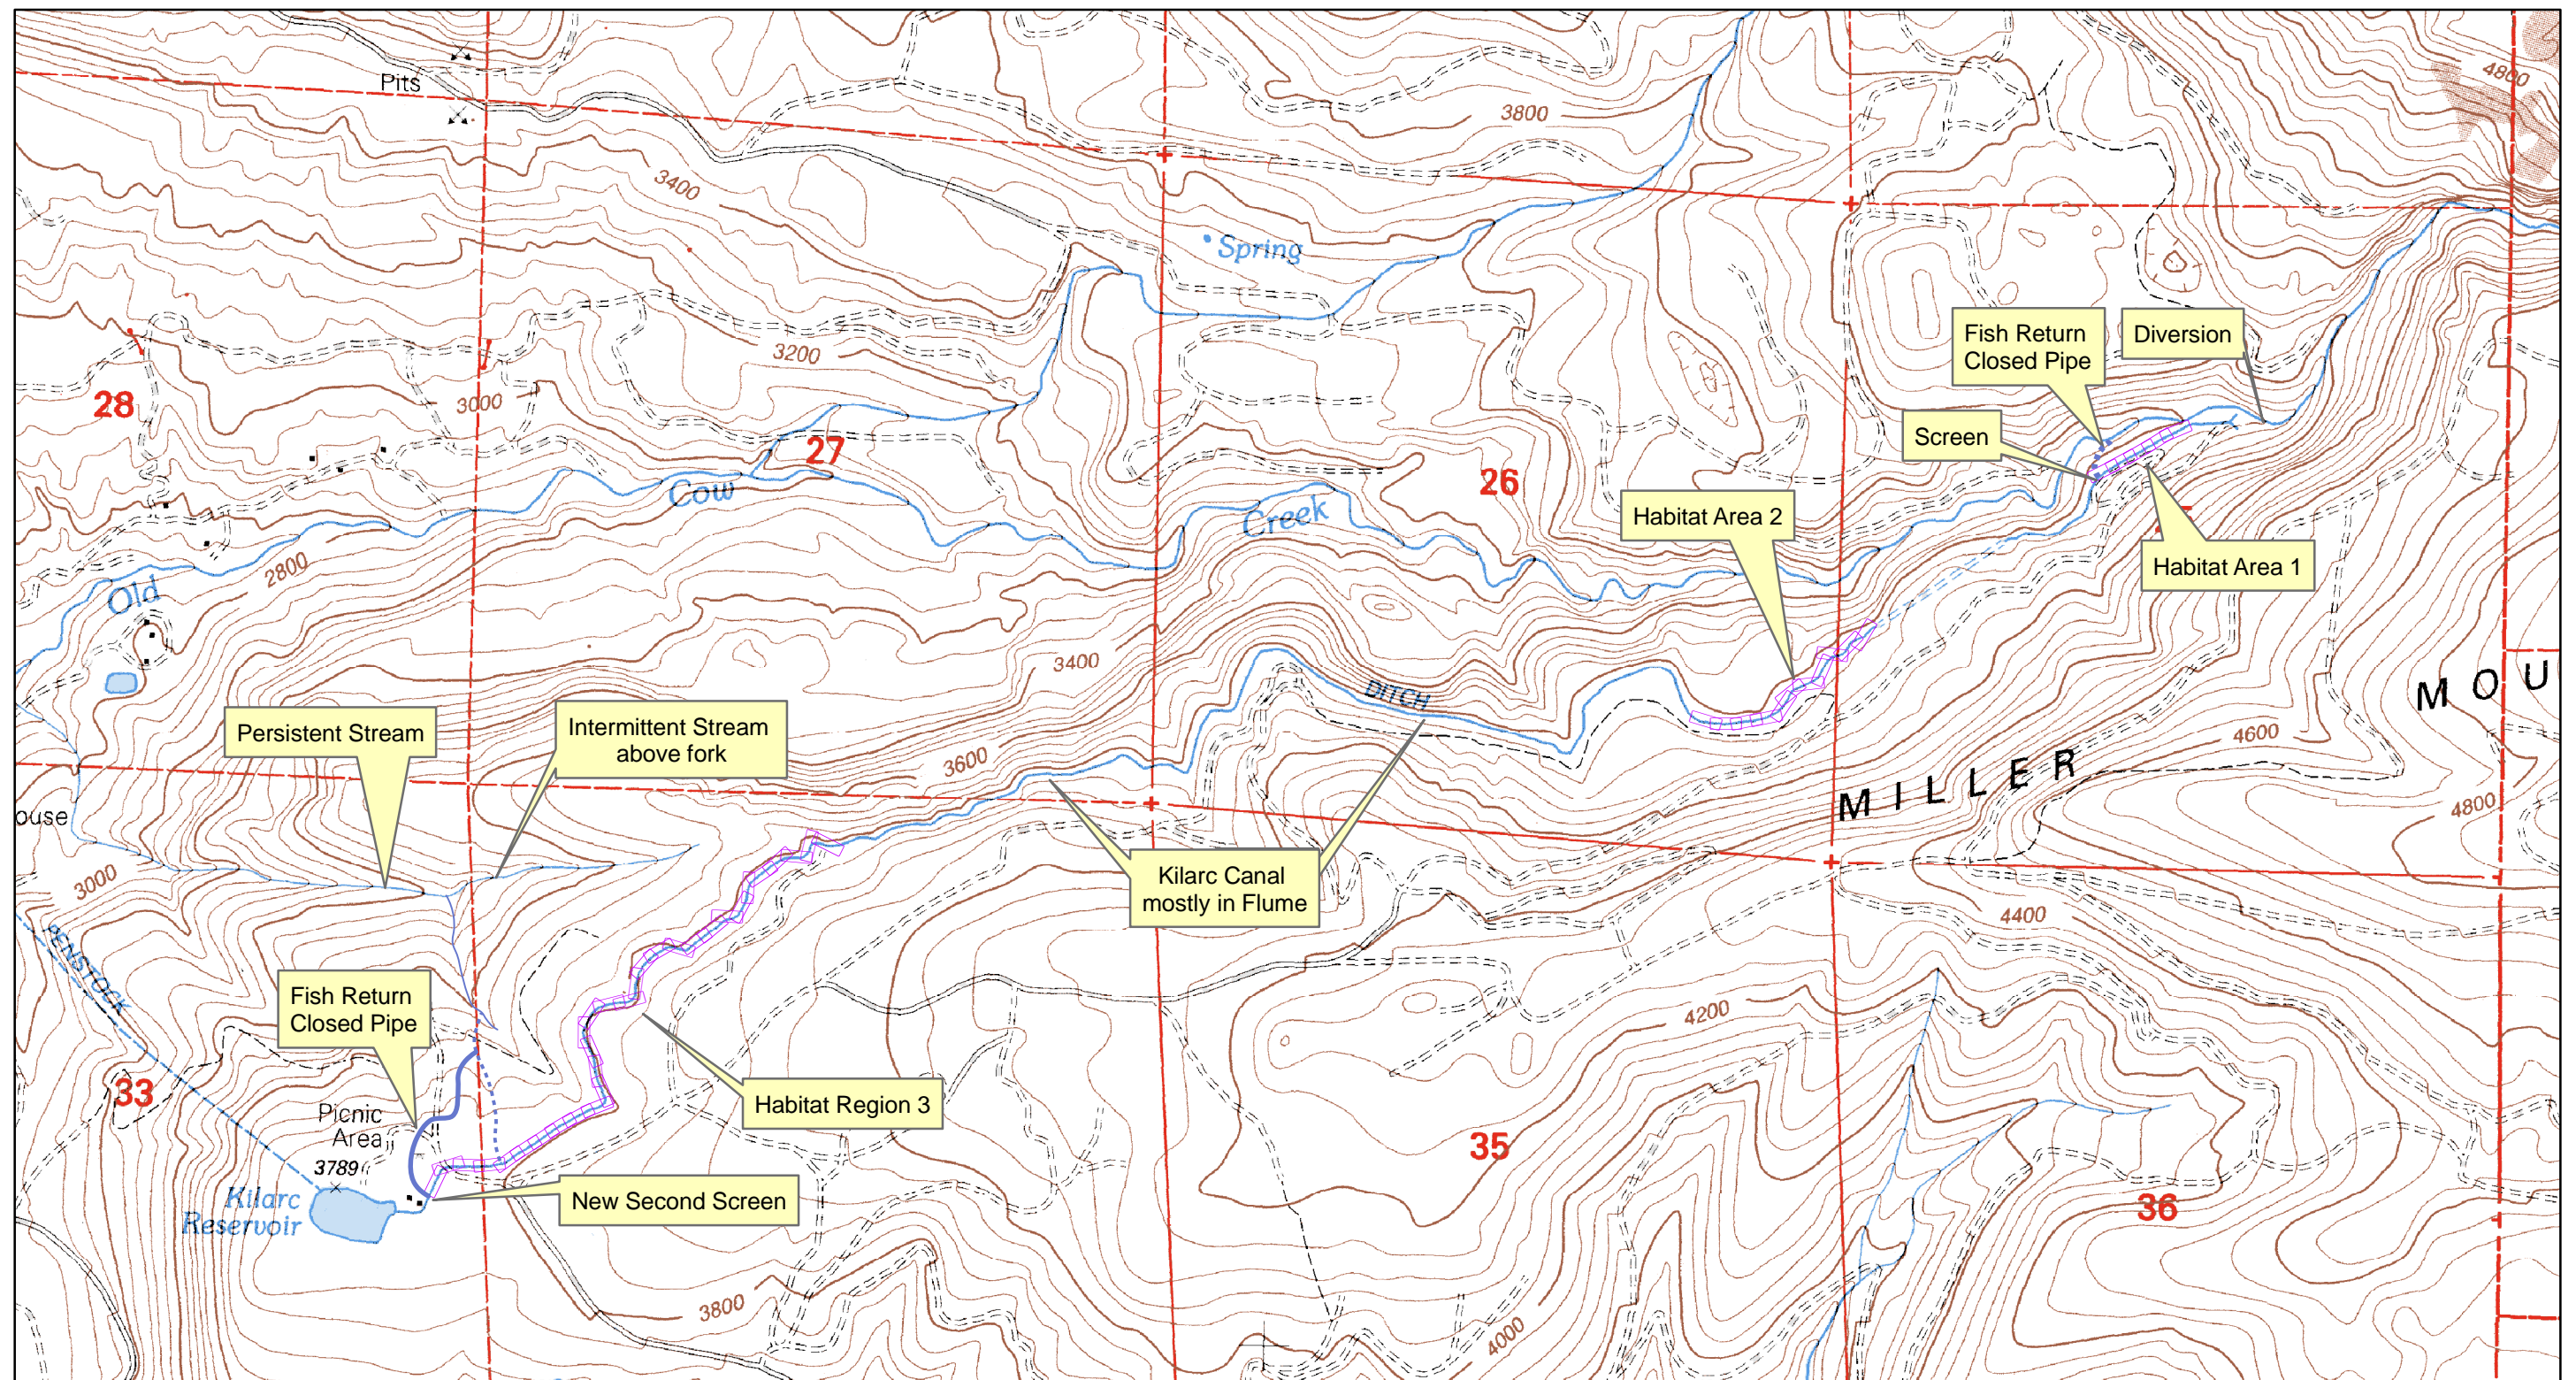 Pits
4800
3800
3400
Spring
Fish Return
Closed Pipe
Diversion
3200
28
3000
27
Screen
Cow
26
Creek
Habitat Area 2
Habitat Area 1
2800
Old
3400
DITCH
MOU
Persistent Stream
Intermittent Stream
above fork
3600
4600
MILLER
4800
ouse
3000
Kilarc Canal
mostly in Flume
4400
PENSTOCK
Fish Return
Closed Pipe
4200
33
Picnic
Area
Habitat Region 3
35
3789
Kilarc
Reservoir
New Second Screen
36
3800
4000